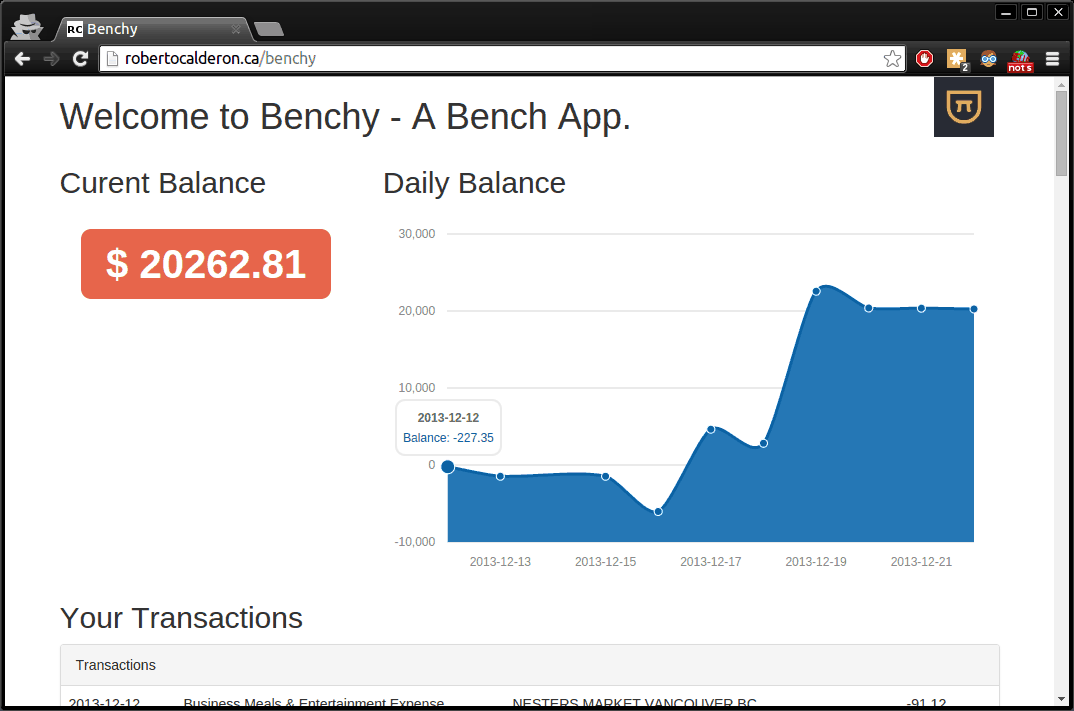 RC Benchy
robertocalderon.ca/benchy
2
not s
Welcome to Benchy - A Bench App.
Curent Balance
Daily Balance
$ 20262.81
30,000
20,000
10,000
2013-12-12
Balance: -227.35
0
-10,000
2013-12-13 2013-12-15 2013-12-17 2013-12-19 2013-12-21
Your Transactions
Transactions
2013-12-12 Business Meals & Entertainment Expense NESTERS MARKET VANCOUVER BC -91.12